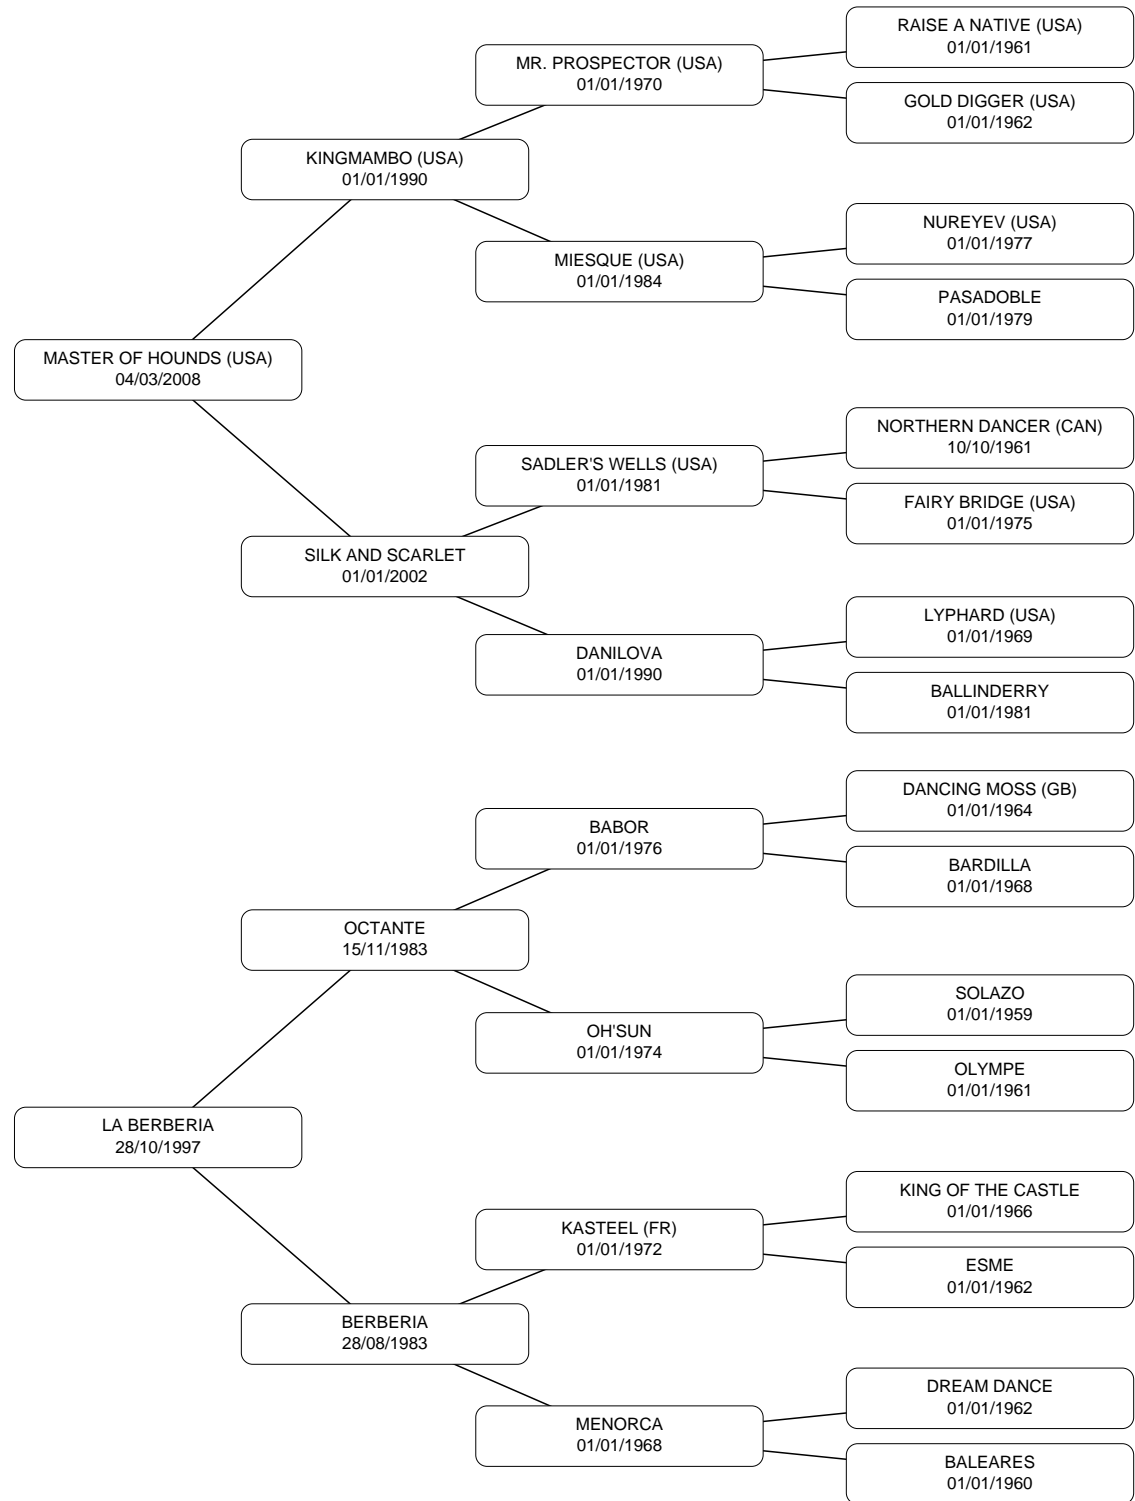 RAISE A NATIVE (USA)
01/01/1961
MR. PROSPECTOR (USA)
01/01/1970
GOLD DIGGER (USA)
01/01/1962
KINGMAMBO (USA)
01/01/1990
NUREYEV (USA)
01/01/1977
MIESQUE (USA)
01/01/1984
PASADOBLE
01/01/1979
MASTER OF HOUNDS (USA)
04/03/2008
NORTHERN DANCER (CAN)
10/10/1961
SADLER'S WELLS (USA)
01/01/1981
FAIRY BRIDGE (USA)
01/01/1975
SILK AND SCARLET
01/01/2002
LYPHARD (USA)
01/01/1969
DANILOVA
01/01/1990
BALLINDERRY
01/01/1981
DANCING MOSS (GB)
01/01/1964
BABOR
01/01/1976
BARDILLA
01/01/1968
OCTANTE
15/11/1983
SOLAZO
01/01/1959
OH'SUN
01/01/1974
OLYMPE
01/01/1961
LA BERBERIA
28/10/1997
KING OF THE CASTLE
01/01/1966
KASTEEL (FR)
01/01/1972
ESME
01/01/1962
BERBERIA
28/08/1983
DREAM DANCE
01/01/1962
MENORCA
01/01/1968
BALEARES
01/01/1960